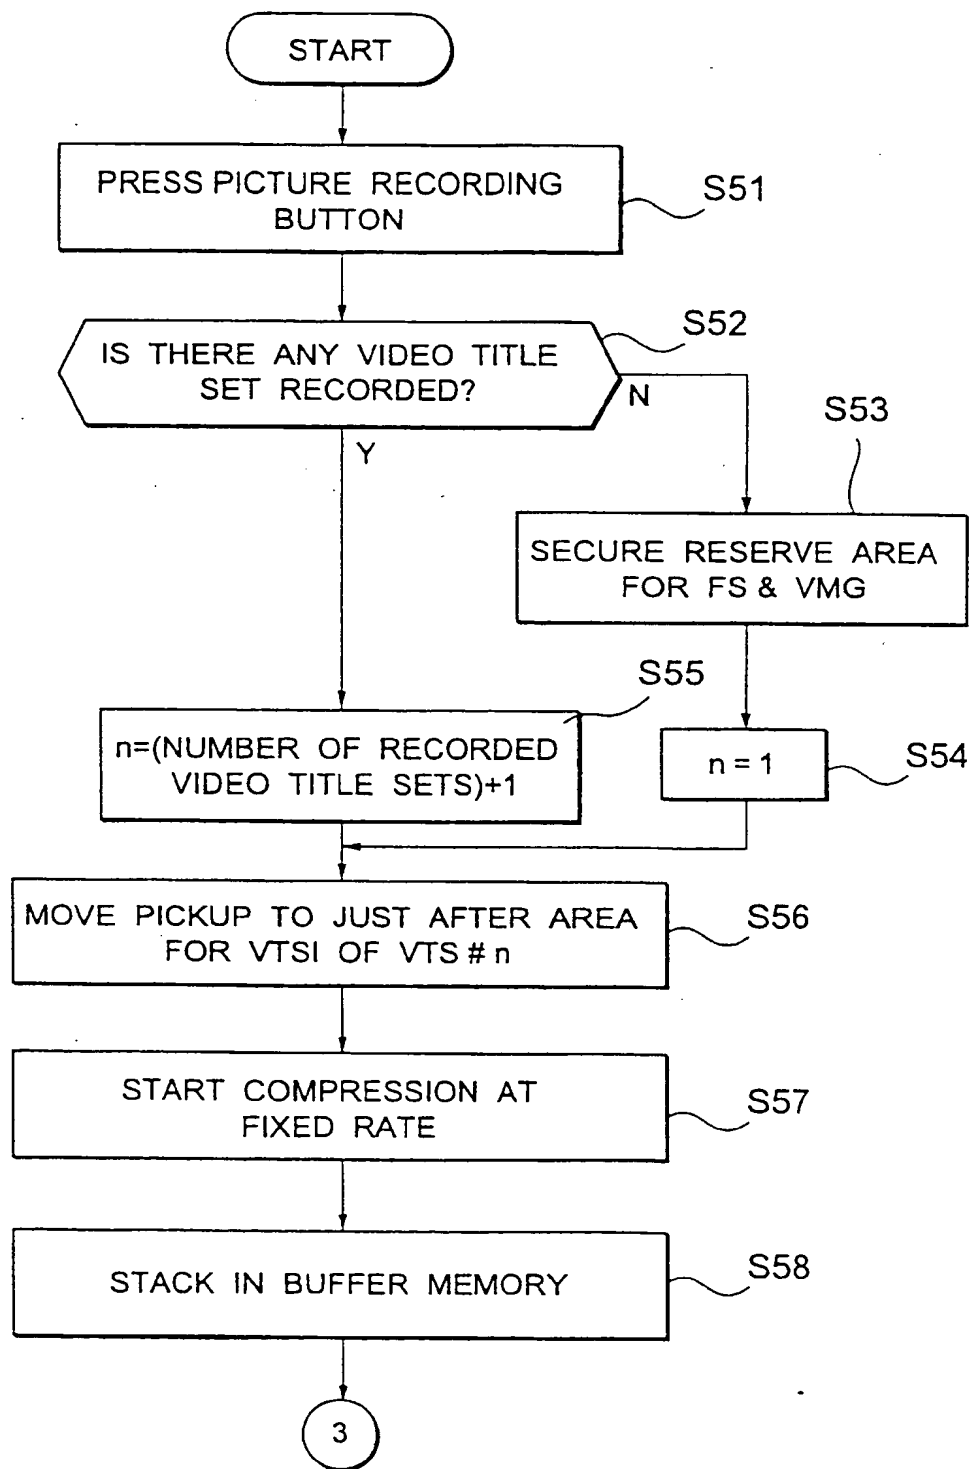 START
PRESS PICTURE RECORDING
BUTTON
S51
IS THERE ANY VIDEO TITLE
SET RECORDED?
S52
N
Y
S53
SECURE RESERVE AREA
FOR FS & VMG
S55
n=(NUMBER OF RECORDED
VIDEO TITLE SETS)+1
n = 1
S54
MOVE PICKUP TO JUST AFTER AREA
FOR VTSI OF VTS # n
S56
START COMPRESSION AT
FIXED RATE
S57
STACK IN BUFFER MEMORY
S58
3